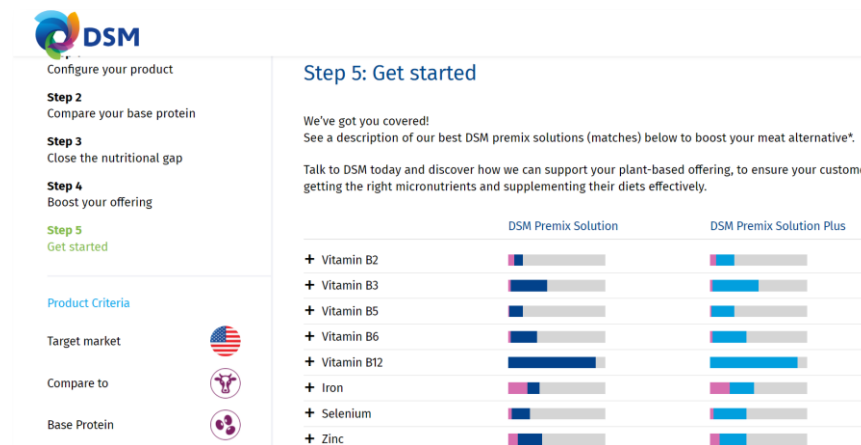 DSM
Configure your product
Step 2
Compare your base protein
Step 3
Close the nutritional gap
Step 4
Boost your offering
Step 5
Get started
Product Criteria
Target market
Compare to
Base Protein
Step 5: Get started
We've got you covered!
See a description of our best DSM premix solutions (matches) below to boost your meat alternative*.
Talk to DSM today and discover how we can support your plant-based offering, to ensure your custome
getting the right micronutrients and supplementing their diets effectively.
DSM Premix Solution DSM Premix Solution Plus
+ Vitamin B2
+ Vitamin B3
+ Vitamin B5
+ Vitamin B6
+ Vitamin B12
+ Iron
+ Selenium
+ Zinc